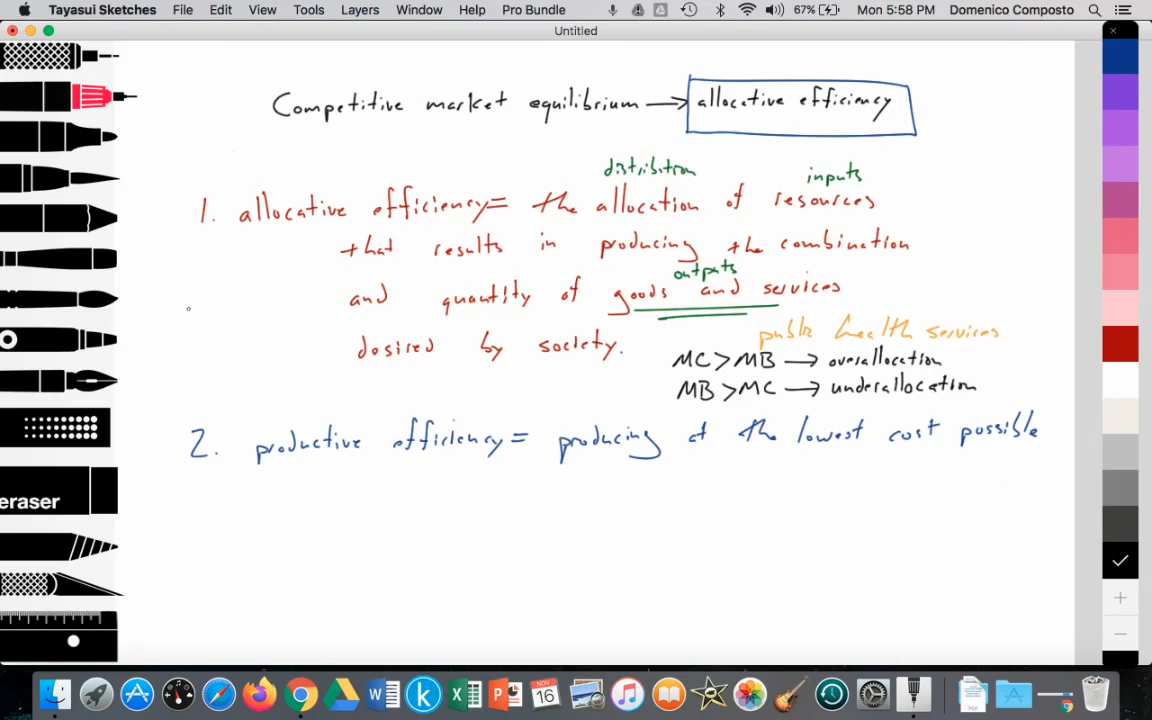 Tayasui Sketches File Edit View Tools Layers Window Help Pro Bundle 67% Mon 5:58 PM Domenico Composto
Untitled
Competitive market equilibrium → allocative efficiency
distribution inputs
1. allocative efficiency = the allocation of resources
that results in producing the combination
outputs
and quantity of goods and services
desired by society.
public health services
MC > MB → overallocation
MB > MC → underallocation
2. productive efficiency = producing at the lowest cost possible
eraser
NOV
16